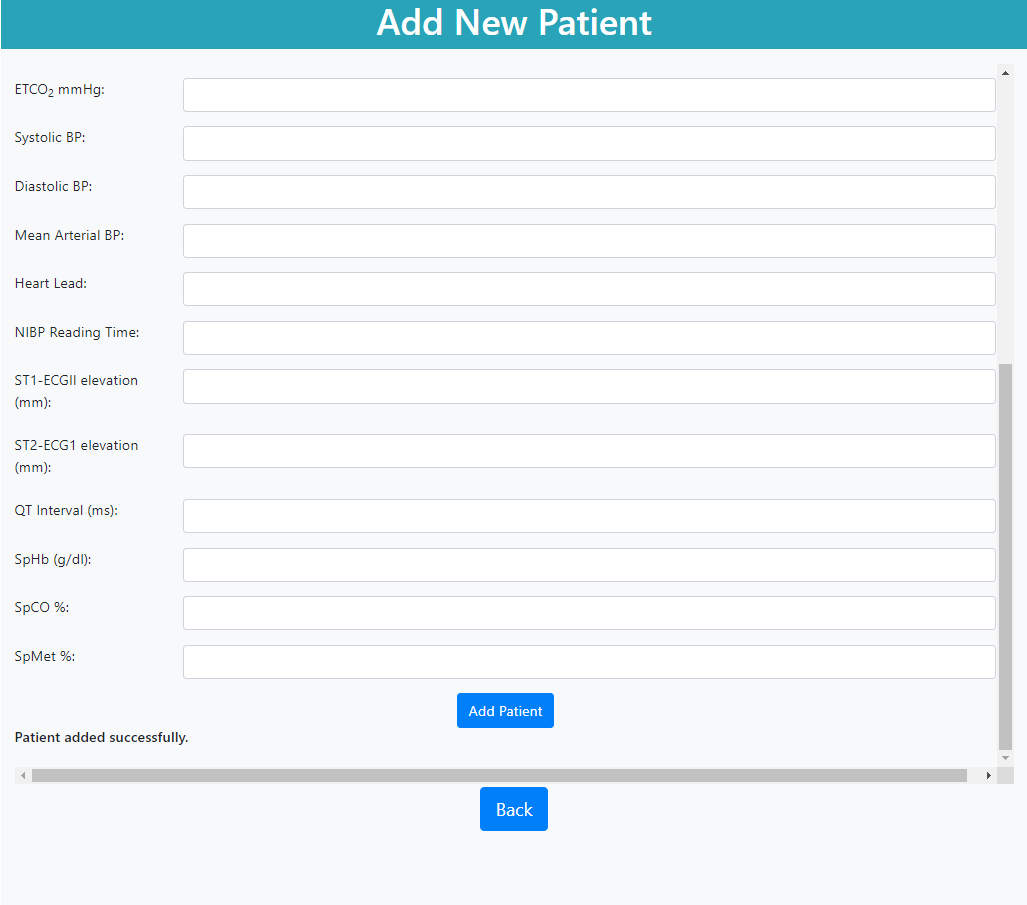 Add New Patient
ETCO₂ mmHg:
Systolic BP:
Diastolic BP:
Mean Arterial BP:
Heart Lead:
NIBP Reading Time:
ST1-ECGII elevation
(mm):
ST2-ECG1 elevation
(mm):
QT Interval (ms):
SpHb (g/dl):
SpCO %:
SpMet %:
Add Patient
Patient added successfully.
Back